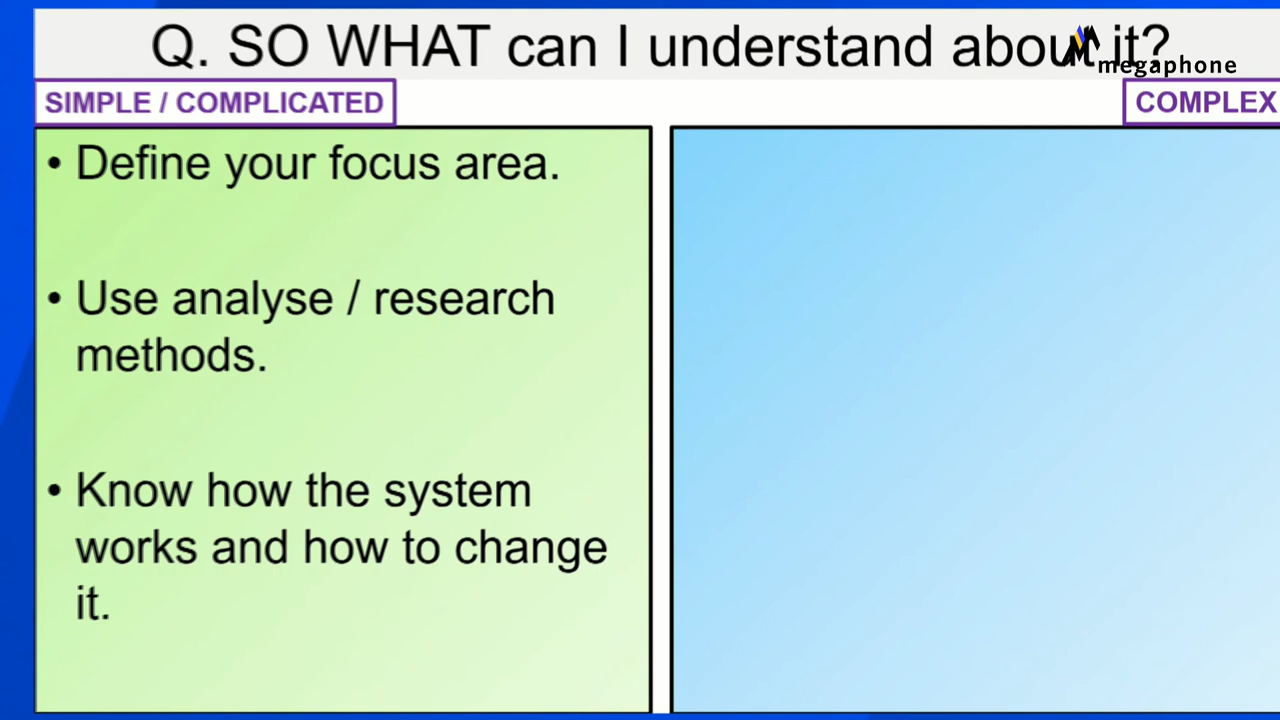 Q. SO WHAT can I understand about it?
megaphone
SIMPLE / COMPLICATED
COMPLEX
• Define your focus area.
• Use analyse / research
methods.
• Know how the system
works and how to change
it.